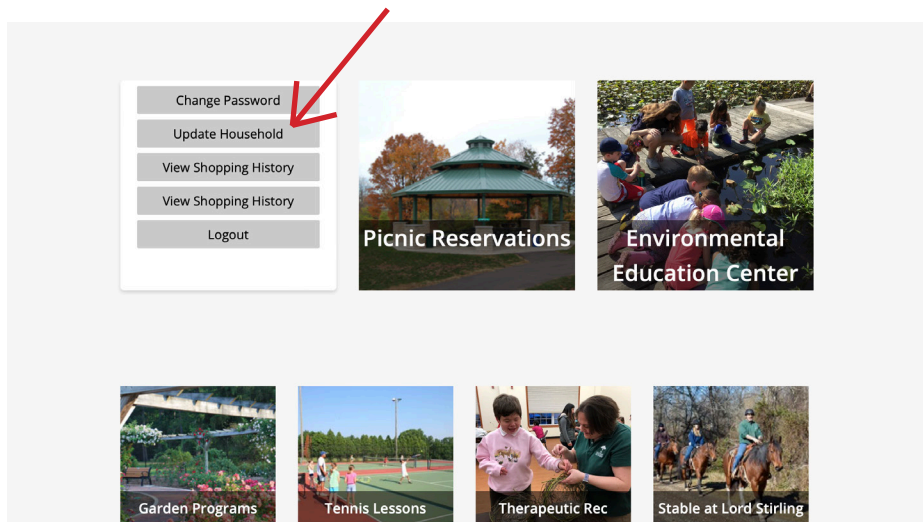 Change Password
Update Household
View Shopping History
View Shopping History
Logout
Picnic Reservations
Environmental
Education Center
Garden Programs
Tennis Lessons
Therapeutic Rec
Stable at Lord Stirling